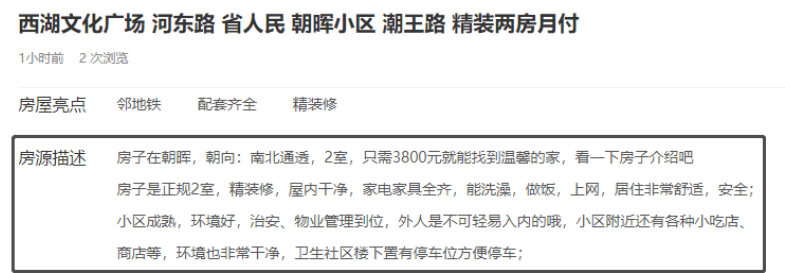 西湖文化广场 河东路 省人民 朝晖小区 潮王路 精装两房月付
1小时前 2 次浏览
房屋亮点 邻地铁 配套齐全 精装修
房源描述 房子在朝晖，朝向：南北通透，2室，只需3800元就能找到温馨的家，看一下房子介绍吧
房子是正规2室，精装修，屋内干净，家电家具全齐，能洗澡，做饭，上网，居住非常舒适，安全；
小区成熟，环境好，治安、物业管理到位，外人是不可轻易入内的哦，小区附近还有各种小吃店、
商店等，环境也非常干净，卫生社区楼下置有停车位方便停车；